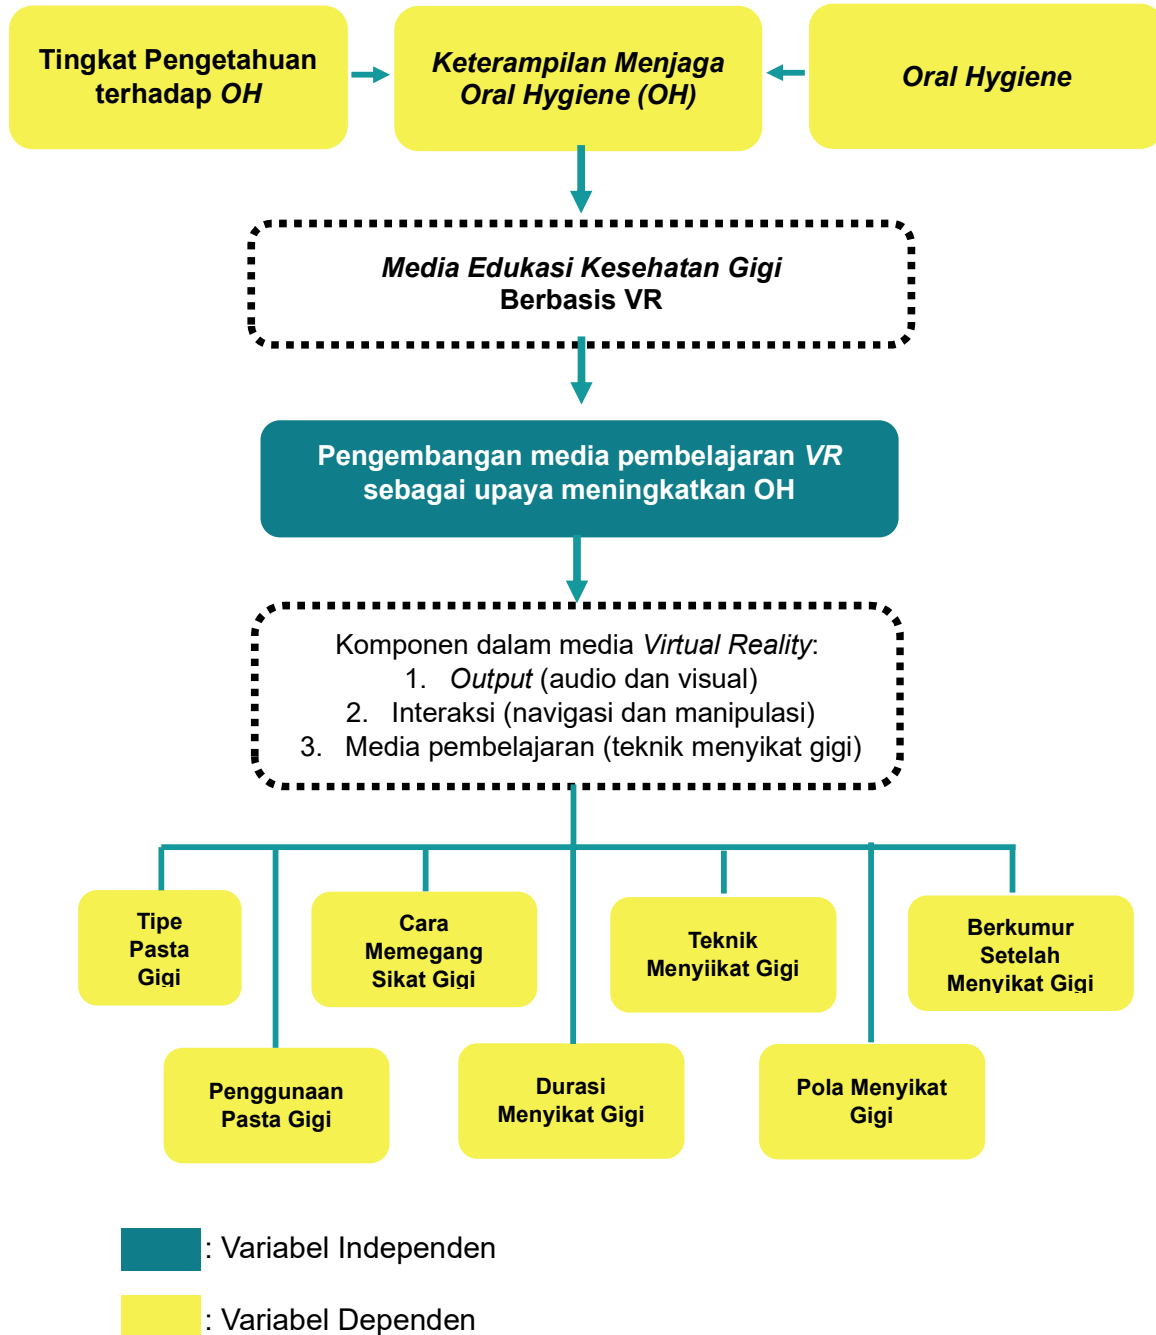 Tingkat Pengetahuan
terhadap OH
Keterampilan Menjaga
Oral Hygiene (OH)
Oral Hygiene
Media Edukasi Kesehatan Gigi
Berbasis VR
Pengembangan media pembelajaran VR
sebagai upaya meningkatkan OH
Komponen dalam media Virtual Reality:
1. Output (audio dan visual)
2. Interaksi (navigasi dan manipulasi)
3. Media pembelajaran (teknik menyikat gigi)
Tipe
Pasta
Gigi
Cara
Memegang
Sikat Gigi
Teknik
Menyiikat Gigi
Berkumur
Setelah
Menyikat Gigi
Penggunaan
Pasta Gigi
Durasi
Menyikat Gigi
Pola Menyikat
Gigi
: Variabel Independen
: Variabel Dependen